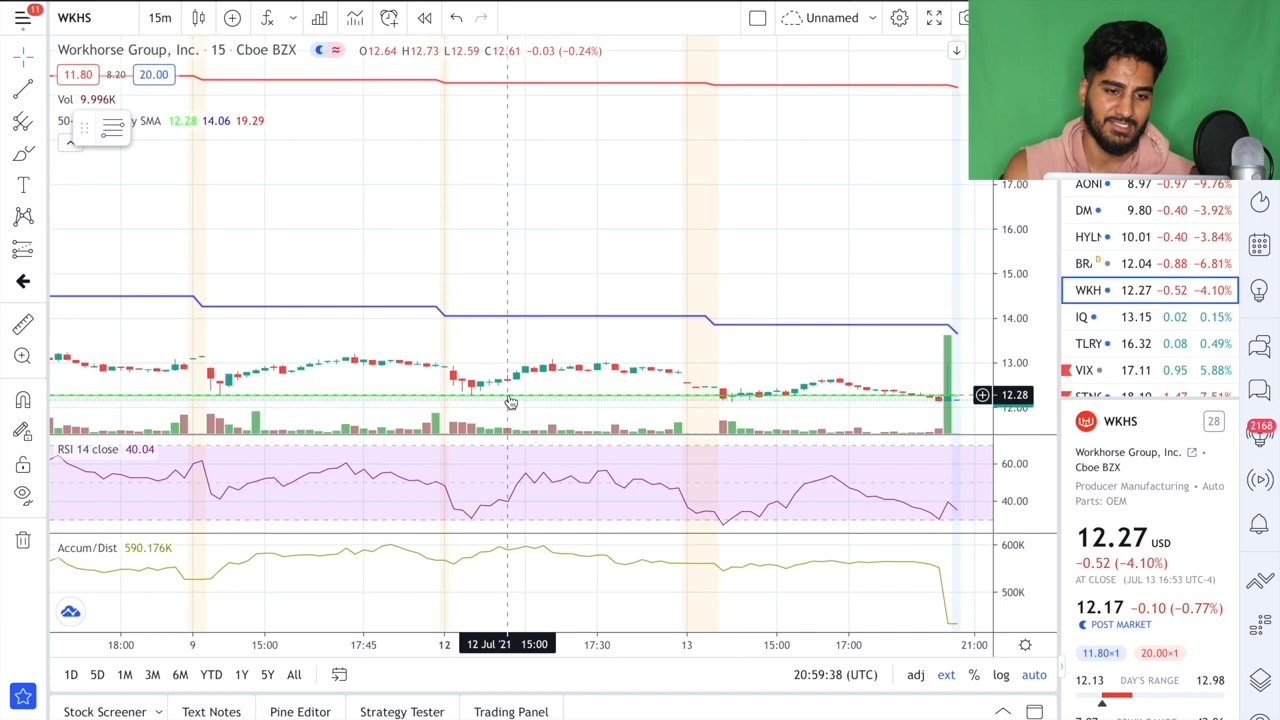 11
WKHS
15m
Unnamed
Workhorse Group, Inc. · 15 · Cboe BZX
O12.64 H12.73 L12.59 C12.61 −0.03 (−0.24%)
11.80 8.20 20.00
Vol 9.996K
50- y SMA 12.28 14.06 19.29
17.00
16.00
15.00
14.00
13.00
12.28
12.00
RSI 14 close 40.04
60.00
40.00
Accum/Dist 590.176K
600K
500K
18:00 9 15:00 17:45 12 12 Jul '21 15:00 17:30 13 15:00 17:00 21:00
1D 5D 1M 3M 6M YTD 1Y 5Y All
20:59:38 (UTC) adj ext % log auto
Stock Screener Text Notes Pine Editor Strategy Tester Trading Panel
AONI 8.97 −0.97 −9.76%
DM 9.80 −0.40 −3.92%
HYLN 10.01 −0.40 −3.84%
BR D 12.04 −0.88 −6.81%
WKH 12.27 −0.52 −4.10%
IQ 13.15 0.02 0.15%
TLRY 16.32 0.08 0.49%
VIX 17.11 0.95 5.88%
WKHS
28
Workhorse Group, Inc. ·
Cboe BZX
Producer Manufacturing • Auto
Parts: OEM
12.27 USD
−0.52 (−4.10%)
AT CLOSE (JUL 13 16:53 UTC-4)
12.17 −0.10 (−0.77%)
POST MARKET
11.80×1 20.00×1
12.13 DAY'S RANGE 12.98
2168